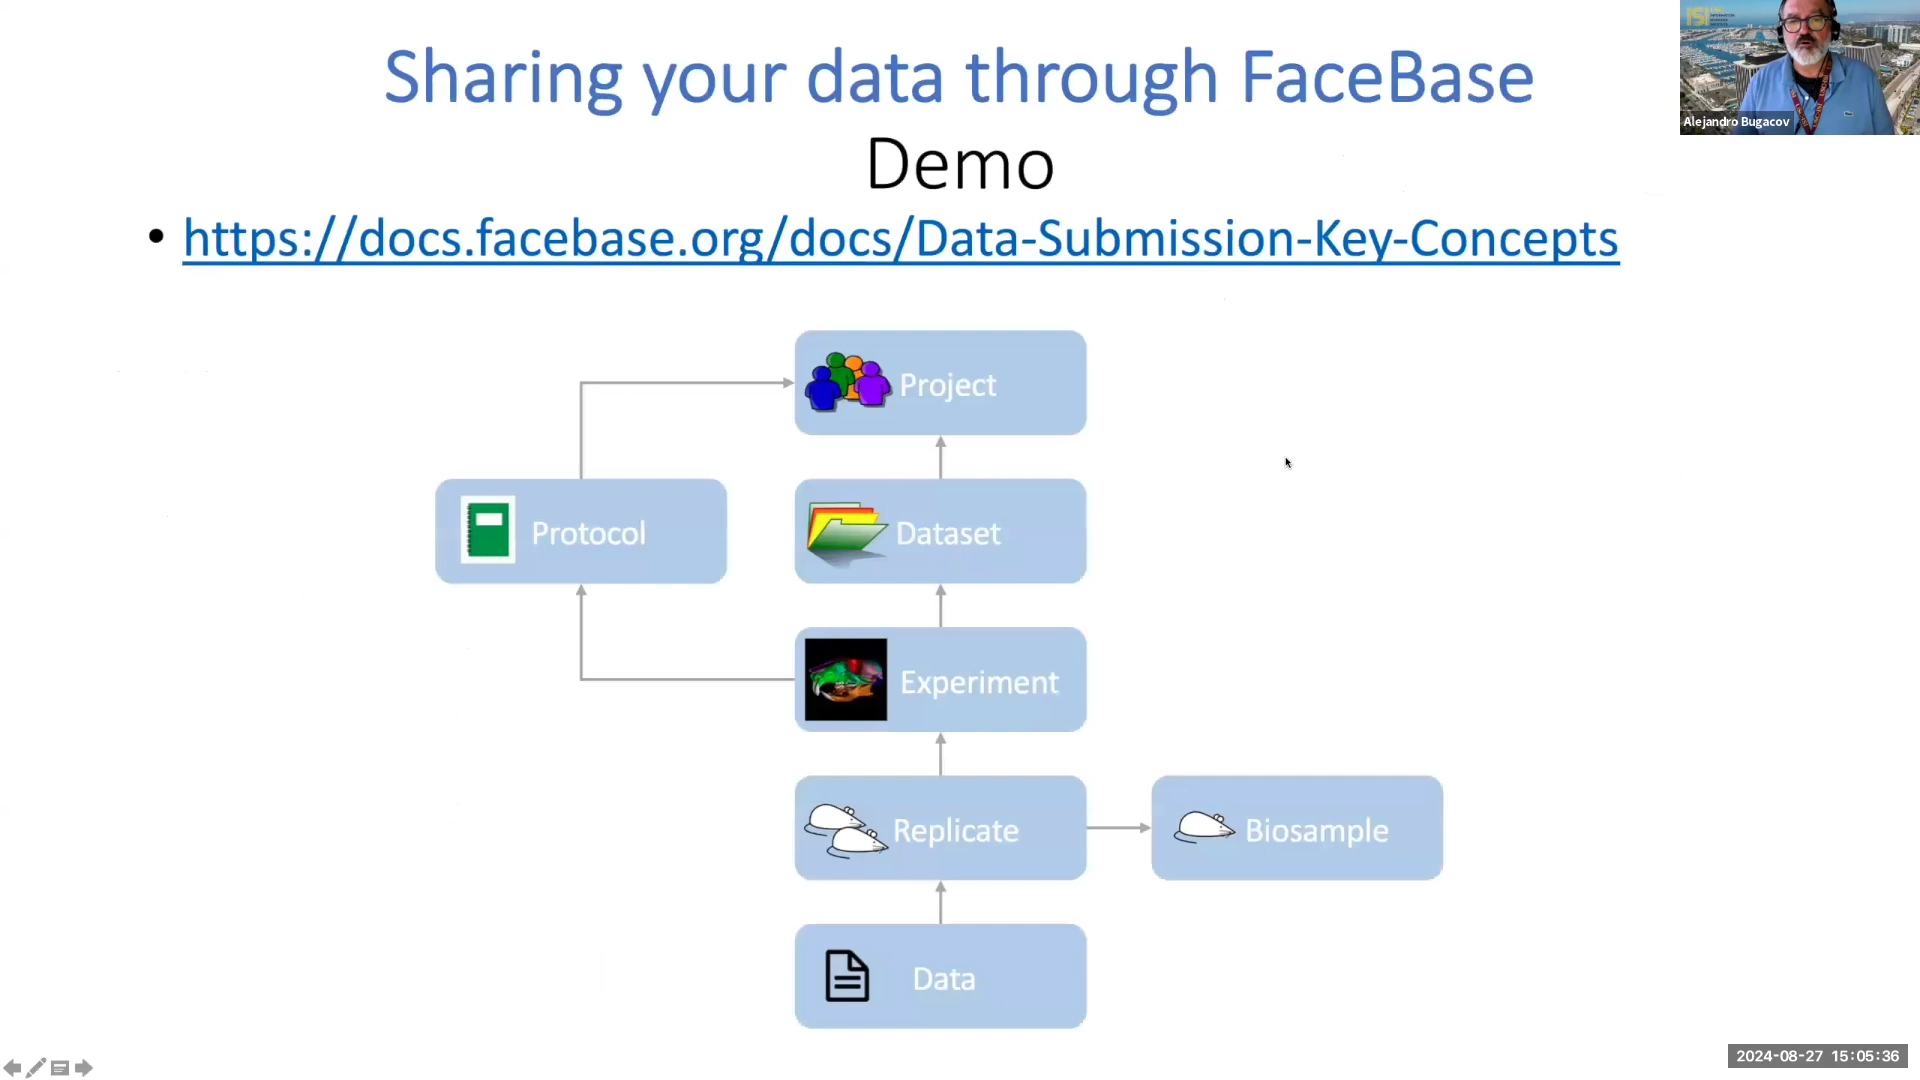 Sharing your data through FaceBase
Demo
• https://docs.facebase.org/docs/Data-Submission-Key-Concepts
Project
Protocol
Dataset
Experiment
Replicate
Biosample
Data
ISI
Alejandro Bugacov
2024-08-27 15:05:36